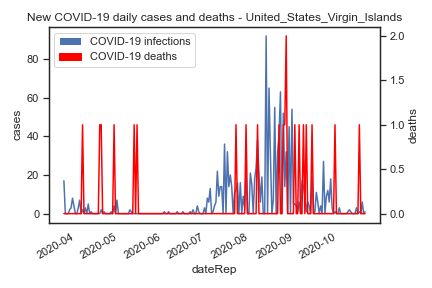 New COVID-19 daily cases and deaths - United_States_Virgin_Islands
COVID-19 infections
COVID-19 deaths
80
60
40
20
0
cases
2.0
1.5
1.0
0.5
0.0
deaths
2020-04
2020-05
2020-06
2020-07
2020-08
2020-09
2020-10
dateRep